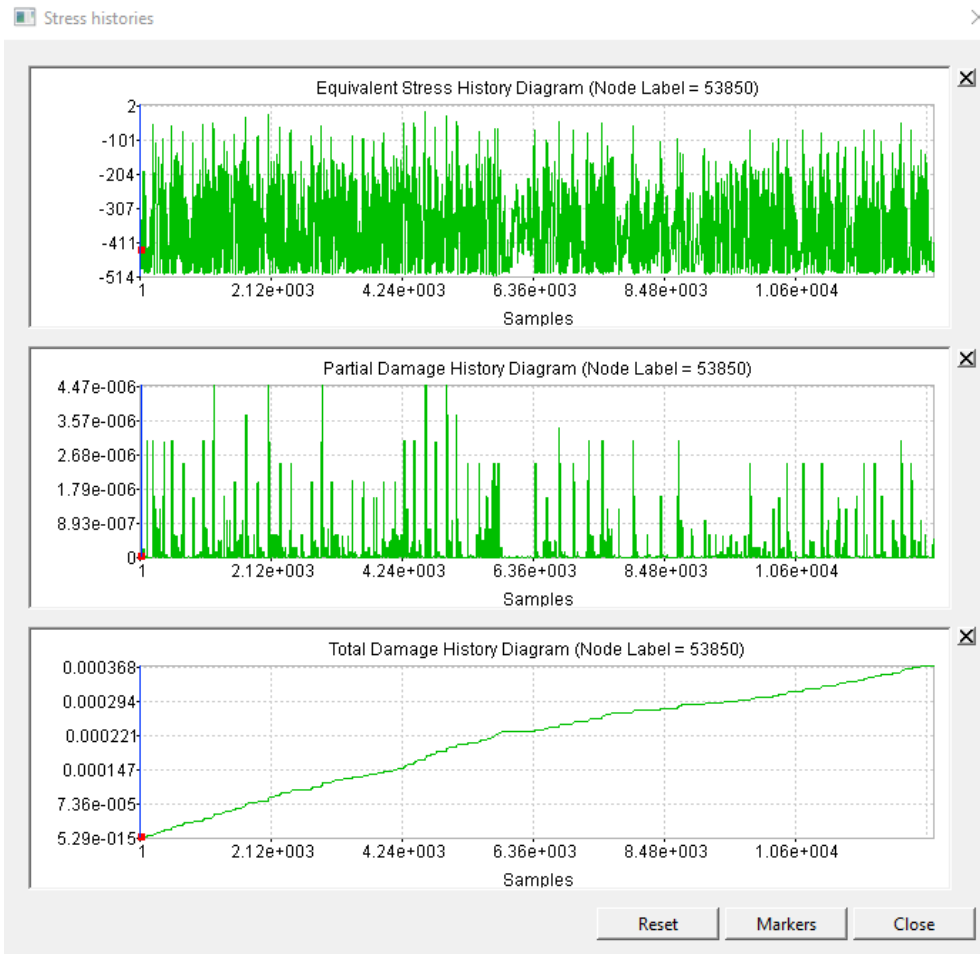 Stress histories
Equivalent Stress History Diagram (Node Label = 53850)
2
-101
-204
-307
-411
-514
1 2.12e+003 4.24e+003 6.36e+003 8.48e+003 1.06e+004
Samples
Partial Damage History Diagram (Node Label = 53850)
4.47e-006
3.57e-006
2.68e-006
1.79e-006
8.93e-007
0
1 2.12e+003 4.24e+003 6.36e+003 8.48e+003 1.06e+004
Samples
Total Damage History Diagram (Node Label = 53850)
0.000368
0.000294
0.000221
0.000147
7.36e-005
5.29e-015
1 2.12e+003 4.24e+003 6.36e+003 8.48e+003 1.06e+004
Samples
Reset Markers Close